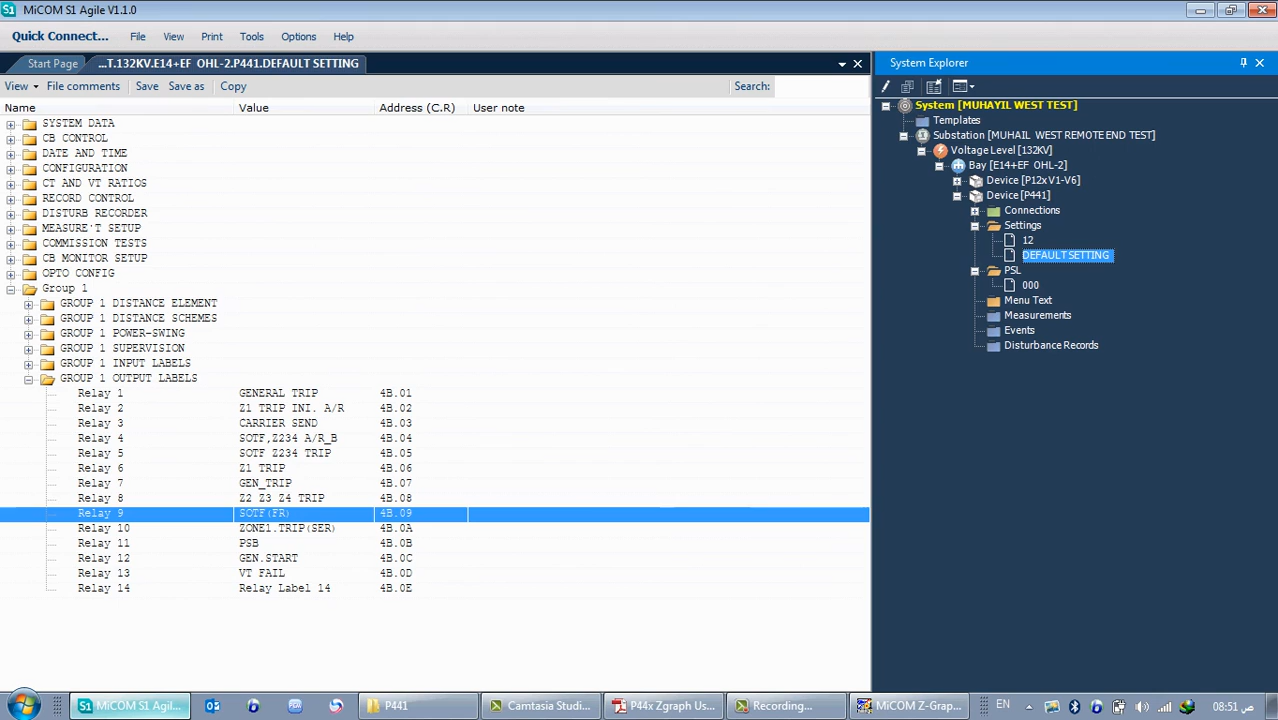 MiCOM S1 Agile V1.1.0
Quick Connect... File View Print Tools Options Help
Start Page ...T.132KV.E14+EF OHL-2.P441.DEFAULT SETTING
View File comments Save Save as Copy Search:
Name Value Address (C.R) User note
SYSTEM DATA
CB CONTROL
DATE AND TIME
CONFIGURATION
CT AND VT RATIOS
RECORD CONTROL
DISTURB RECORDER
MEASURE'T SETUP
COMMISSION TESTS
CB MONITOR SETUP
OPTO CONFIG
Group 1
GROUP 1 DISTANCE ELEMENT
GROUP 1 DISTANCE SCHEMES
GROUP 1 POWER-SWING
GROUP 1 SUPERVISION
GROUP 1 INPUT LABELS
GROUP 1 OUTPUT LABELS
Relay 1 GENERAL TRIP 4B.01
Relay 2 Z1 TRIP INI. A/R 4B.02
Relay 3 CARRIER SEND 4B.03
Relay 4 SOTF,Z234 A/R_B 4B.04
Relay 5 SOTF Z234 TRIP 4B.05
Relay 6 Z1 TRIP 4B.06
Relay 7 GEN_TRIP 4B.07
Relay 8 Z2 Z3 Z4 TRIP 4B.08
Relay 9 SOTF(FR) 4B.09
Relay 10 ZONE1.TRIP(SER) 4B.0A
Relay 11 PSB 4B.0B
Relay 12 GEN.START 4B.0C
Relay 13 VT FAIL 4B.0D
Relay 14 Relay Label 14 4B.0E
System Explorer
System [MUHAYIL WEST TEST]
Templates
Substation [MUHAIL WEST REMOTE END TEST]
Voltage Level [132KV]
Bay [E14+EF OHL-2]
Device [P12x V1-V6]
Device [P441]
Connections
Settings
12
DEFAULT SETTING
PSL
000
Menu Text
Measurements
Events
Disturbance Records
MiCOM S1 Agile... P441 Camtasia Studi... P44x Zgraph Us... Recording... MiCOM Z-Grap... EN 08:51 ص